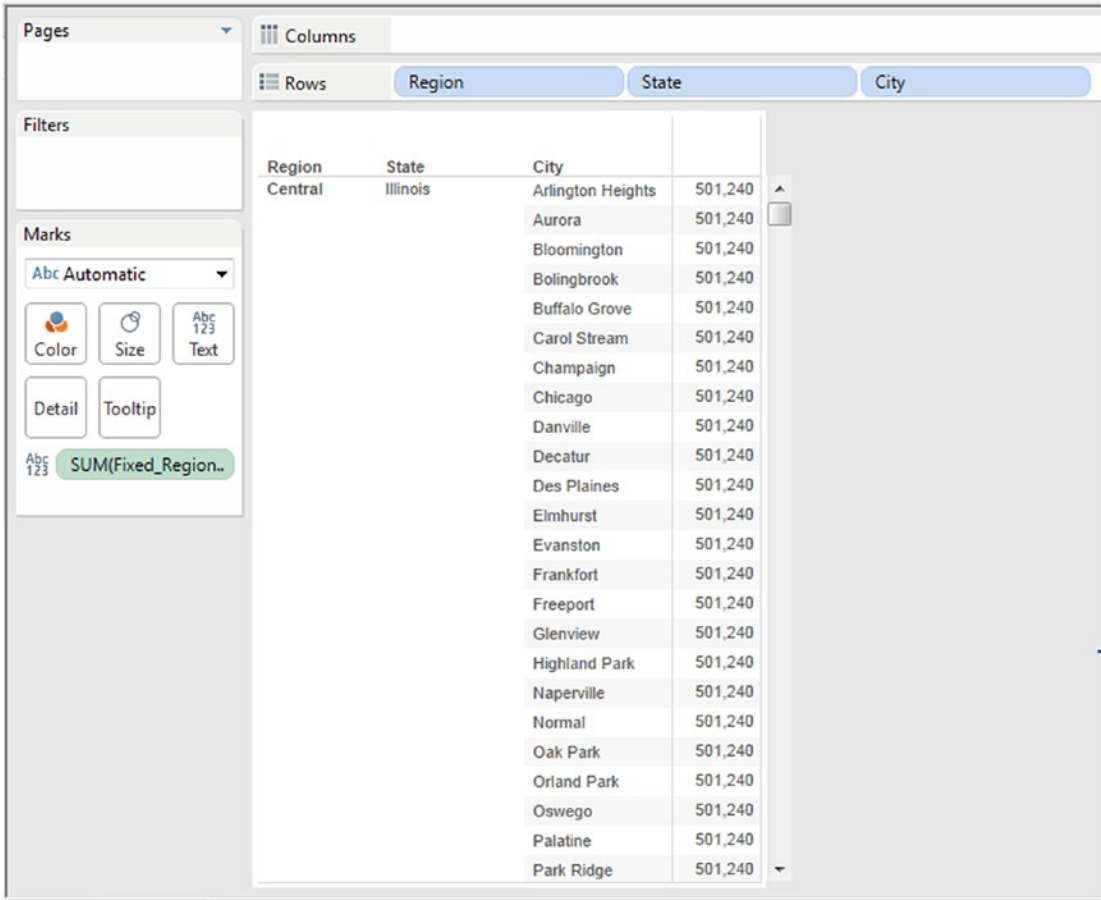 Pages
Columns
Rows Region State City
Filters
Marks
Abc Automatic
Color Size Abc 123 Text
Detail Tooltip
Abc 123 SUM(Fixed_Region..
Region State City
Central Illinois Arlington Heights 501,240
Aurora 501,240
Bloomington 501,240
Bolingbrook 501,240
Buffalo Grove 501,240
Carol Stream 501,240
Champaign 501,240
Chicago 501,240
Danville 501,240
Decatur 501,240
Des Plaines 501,240
Elmhurst 501,240
Evanston 501,240
Frankfort 501,240
Freeport 501,240
Glenview 501,240
Highland Park 501,240
Naperville 501,240
Normal 501,240
Oak Park 501,240
Orland Park 501,240
Oswego 501,240
Palatine 501,240
Park Ridge 501,240